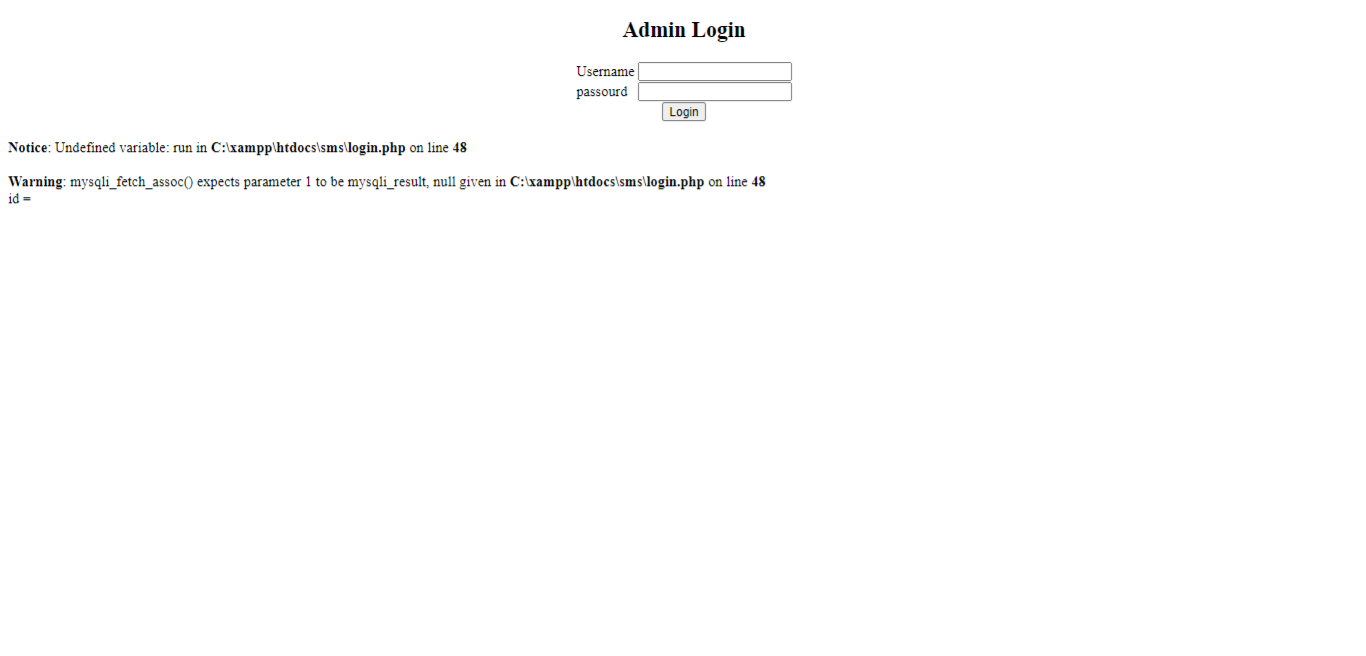 Admin Login
Username
passourd
Login
Notice: Undefined variable: run in C:\xampp\htdocs\sms\login.php on line 48
Warning: mysqli_fetch_assoc() expects parameter 1 to be mysqli_result, null given in C:\xampp\htdocs\sms\login.php on line 48
id =